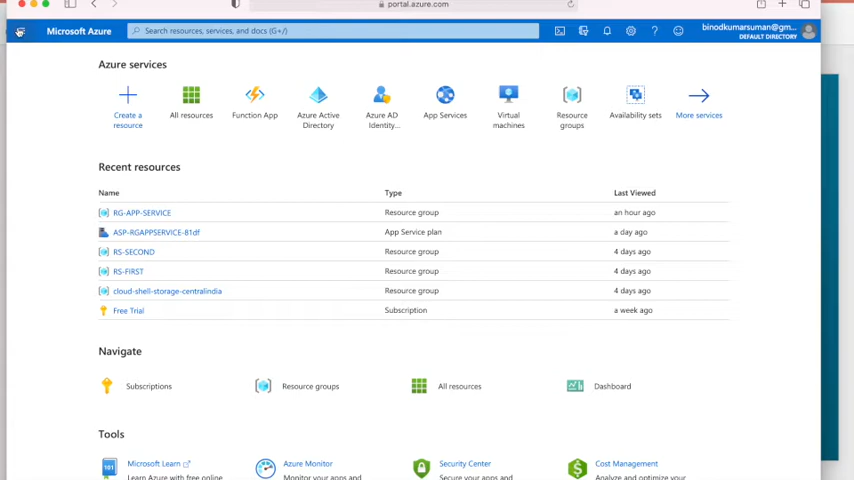 portal.azure.com
Microsoft Azure
Search resources, services, and docs (G+/)
binodkumarsuman@gm...
DEFAULT DIRECTORY
Azure services
Create a
resource
All resources
Function App
Azure Active
Directory
Azure AD
Identity...
App Services
Virtual
machines
Resource
groups
Availability sets
More services
Recent resources
Name Type Last Viewed
RG-APP-SERVICE Resource group an hour ago
ASP-RGAPPSERVICE-81df App Service plan a day ago
RS-SECOND Resource group 4 days ago
RS-FIRST Resource group 4 days ago
cloud-shell-storage-centralindia Resource group 4 days ago
Free Trial Subscription a week ago
Navigate
Subscriptions Resource groups All resources Dashboard
Tools
101
Microsoft Learn
Learn Azure with free online
Azure Monitor
Monitor your apps and
Security Center
Secure your apps and
Cost Management
Analyze and optimize your